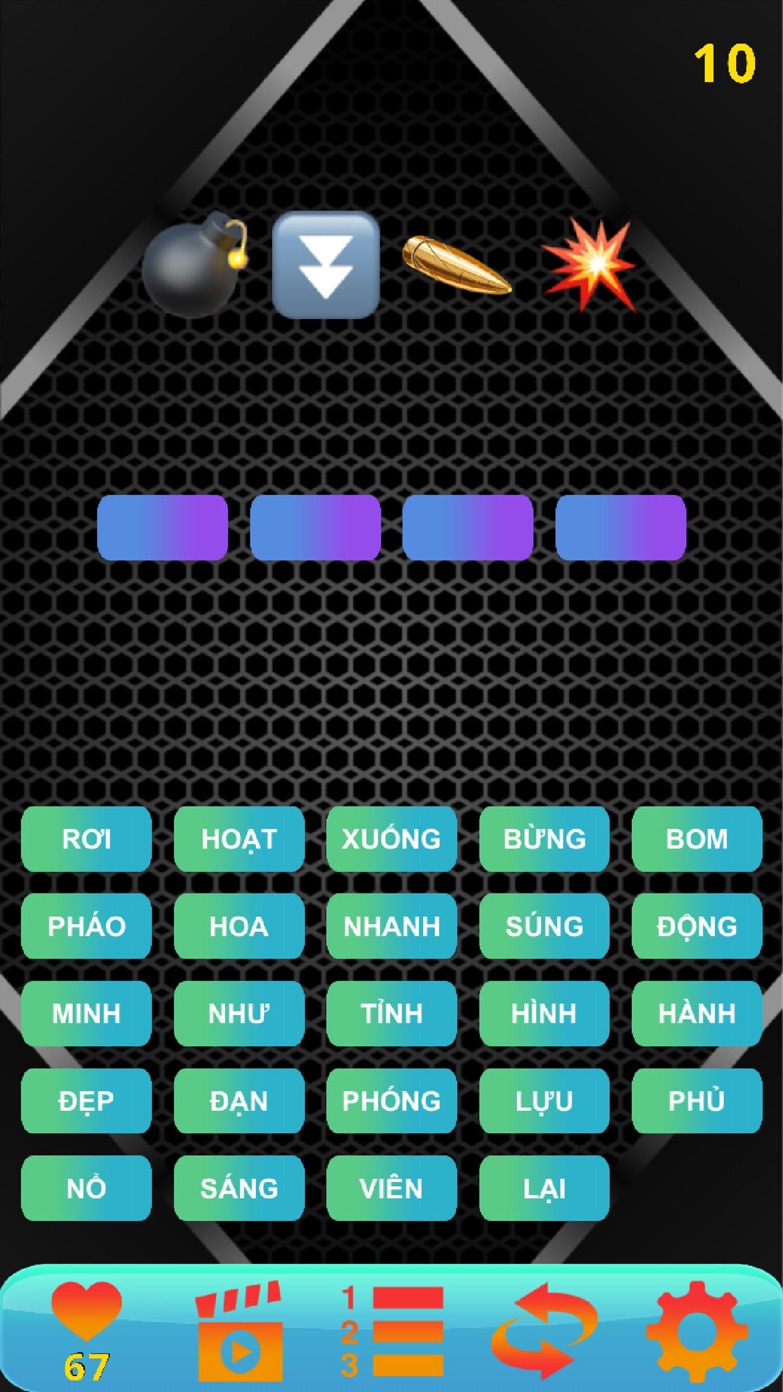 10
RƠI HOẠT XUỐNG BỪNG BOM
PHÁO HOA NHANH SÚNG ĐỘNG
MINH NHƯ TỈNH HÌNH HÀNH
ĐẸP ĐẠN PHÓNG LỰU PHỦ
NỔ SÁNG VIÊN LẠI
1
2
3
67